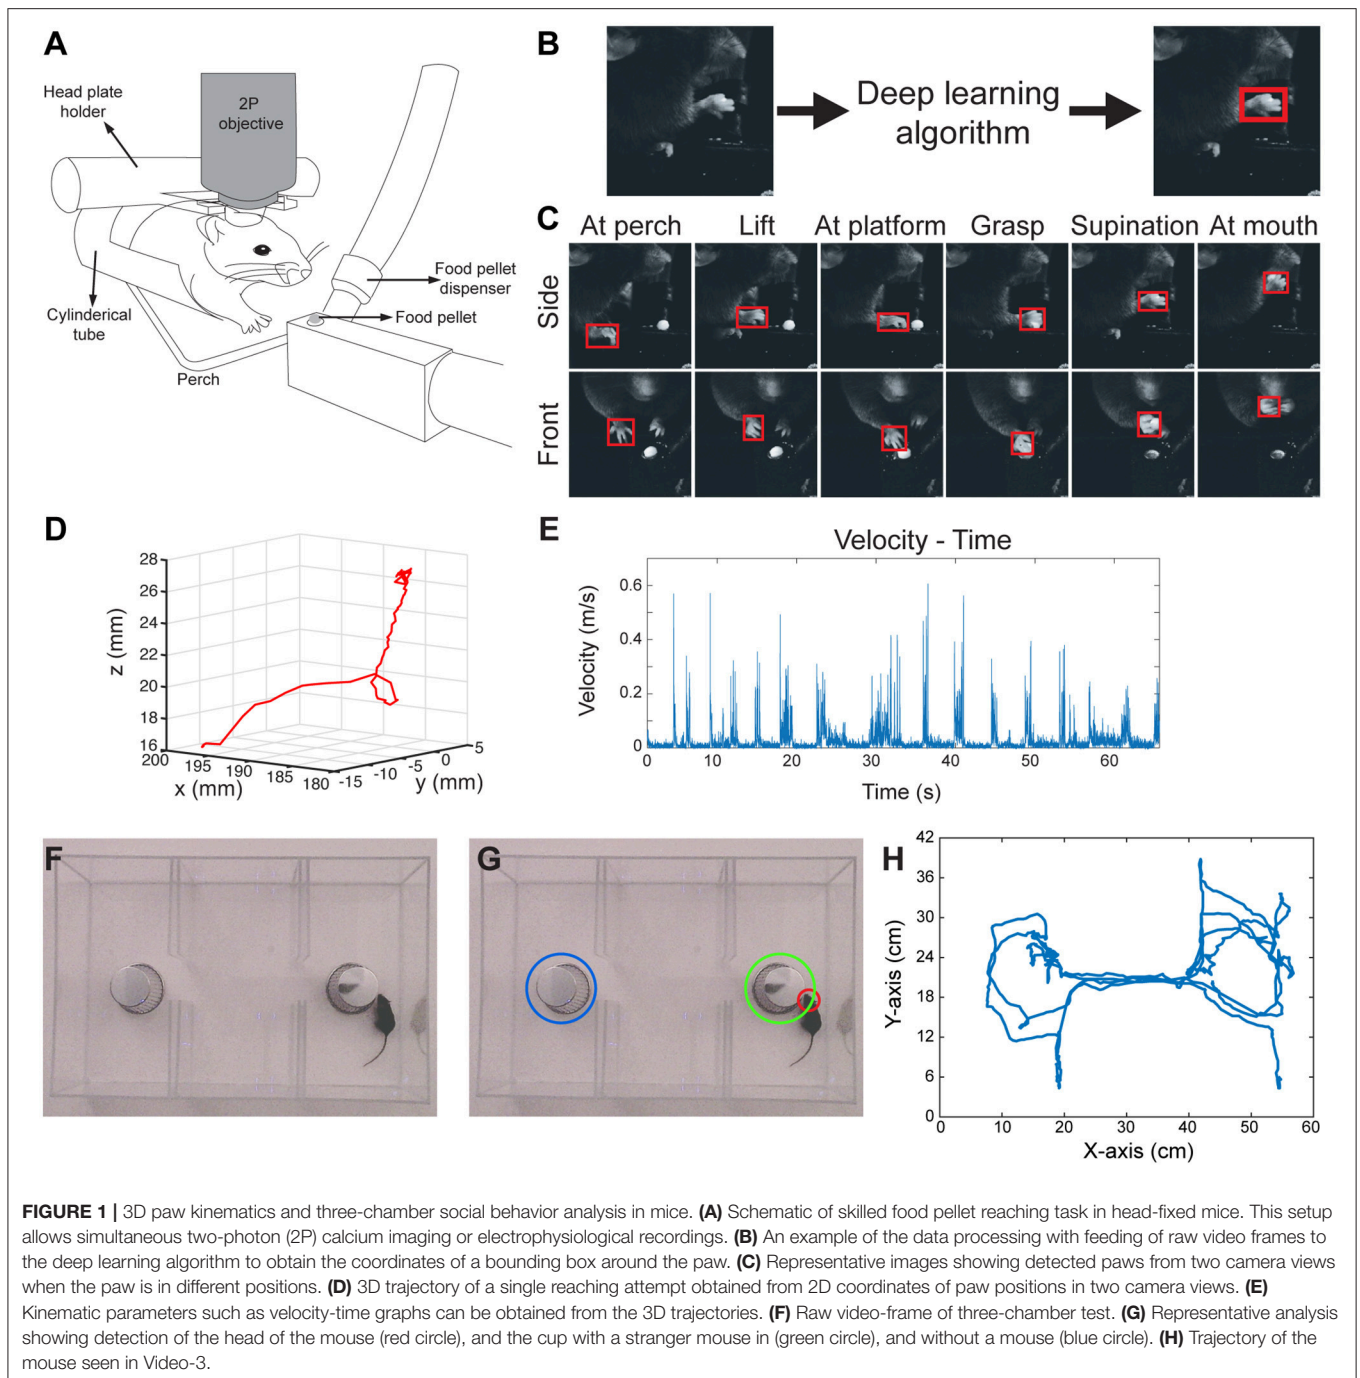 A
Head plate
holder
2P
objective
Food pellet
dispenser
Food pellet
Cylinderical
tube
Perch
B
Deep learning
algorithm
C
At perch
Lift
At platform
Grasp
Supination
At mouth
Side
Front
D
28
26
24
22
20
18
16
z (mm)
200
195
190
185
180
x (mm)
-15
-10
-5
0
5
y (mm)
E
Velocity - Time
0.6
0.4
0.2
0
Velocity (m/s)
0
10
20
30
40
50
60
Time (s)
F
G
H
42
36
30
24
18
12
6
0
Y-axis (cm)
0
10
20
30
40
50
60
X-axis (cm)
FIGURE 1 | 3D paw kinematics and three-chamber social behavior analysis in mice. (A) Schematic of skilled food pellet reaching task in head-fixed mice. This setup
allows simultaneous two-photon (2P) calcium imaging or electrophysiological recordings. (B) An example of the data processing with feeding of raw video frames to
the deep learning algorithm to obtain the coordinates of a bounding box around the paw. (C) Representative images showing detected paws from two camera views
when the paw is in different positions. (D) 3D trajectory of a single reaching attempt obtained from 2D coordinates of paw positions in two camera views. (E)
Kinematic parameters such as velocity-time graphs can be obtained from the 3D trajectories. (F) Raw video-frame of three-chamber test. (G) Representative analysis
showing detection of the head of the mouse (red circle), and the cup with a stranger mouse in (green circle), and without a mouse (blue circle). (H) Trajectory of the
mouse seen in Video-3.